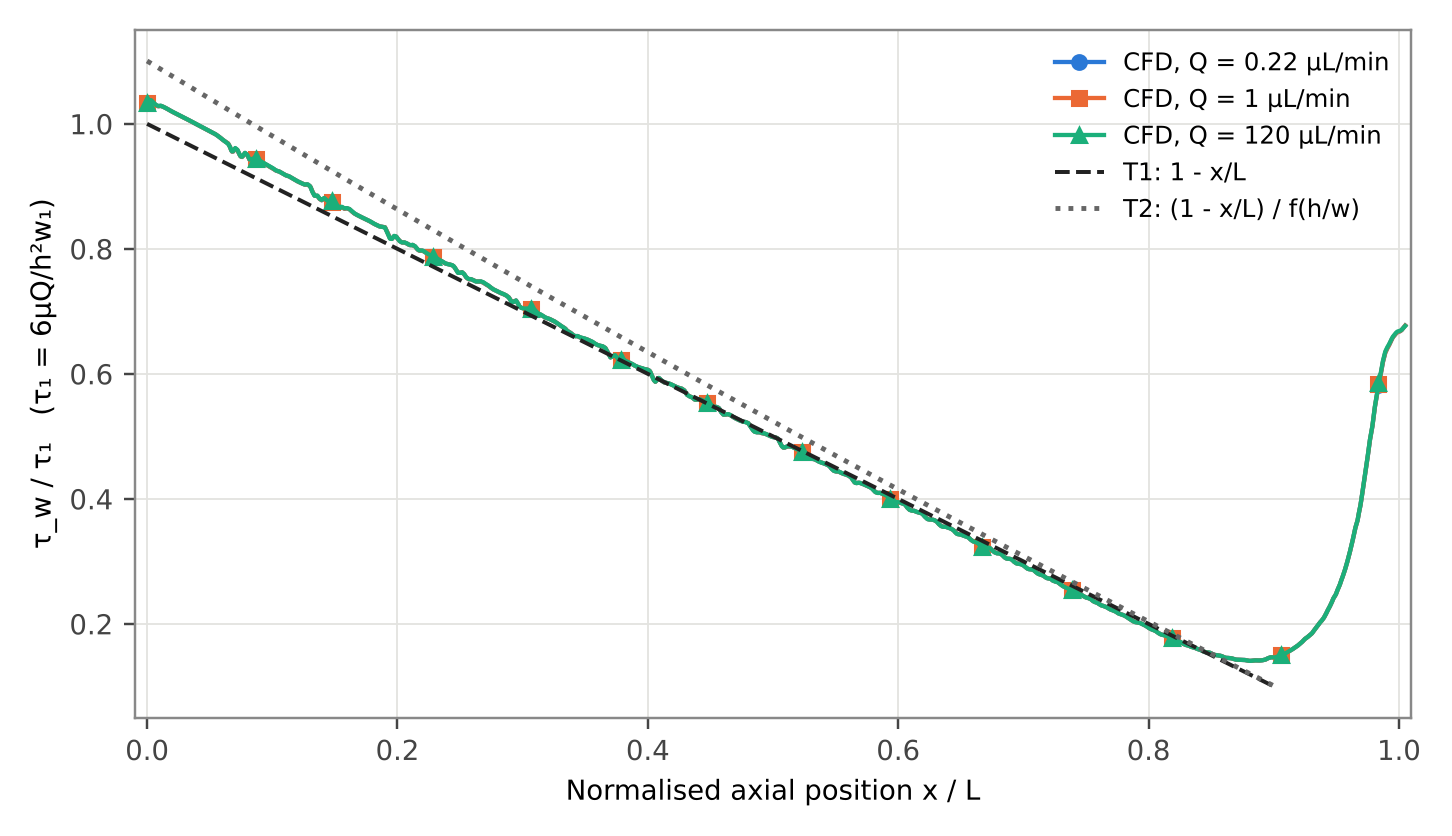 CFD, Q = 0.22 µL/min
CFD, Q = 1 µL/min
CFD, Q = 120 µL/min
T1: 1 - x/L
T2: (1 - x/L) / f(h/w)
τ_w / τ₁   (τ₁ = 6µQ/h²w₁)
1.0
0.8
0.6
0.4
0.2
0.0 0.2 0.4 0.6 0.8 1.0
Normalised axial position x / L